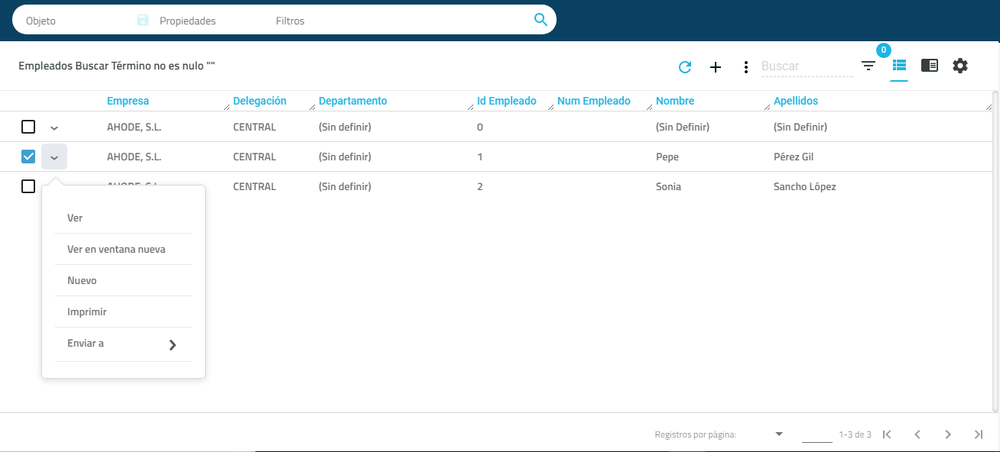 Objeto Propiedades Filtros
0
Empleados Buscar Término no es nulo "" Buscar
Empresa Delegación Departamento Id Empleado Num Empleado Nombre Apellidos
AHODE, S.L. CENTRAL (Sin definir) 0 (Sin Definir) (Sin Definir)
AHODE, S.L. CENTRAL (Sin definir) 1 Pepe Pérez Gil
AHODE, S.L. CENTRAL (Sin definir) 2 Sonia Sancho López
Ver
Ver en ventana nueva
Nuevo
Imprimir
Enviar a
Registros por página: 1-3 de 3